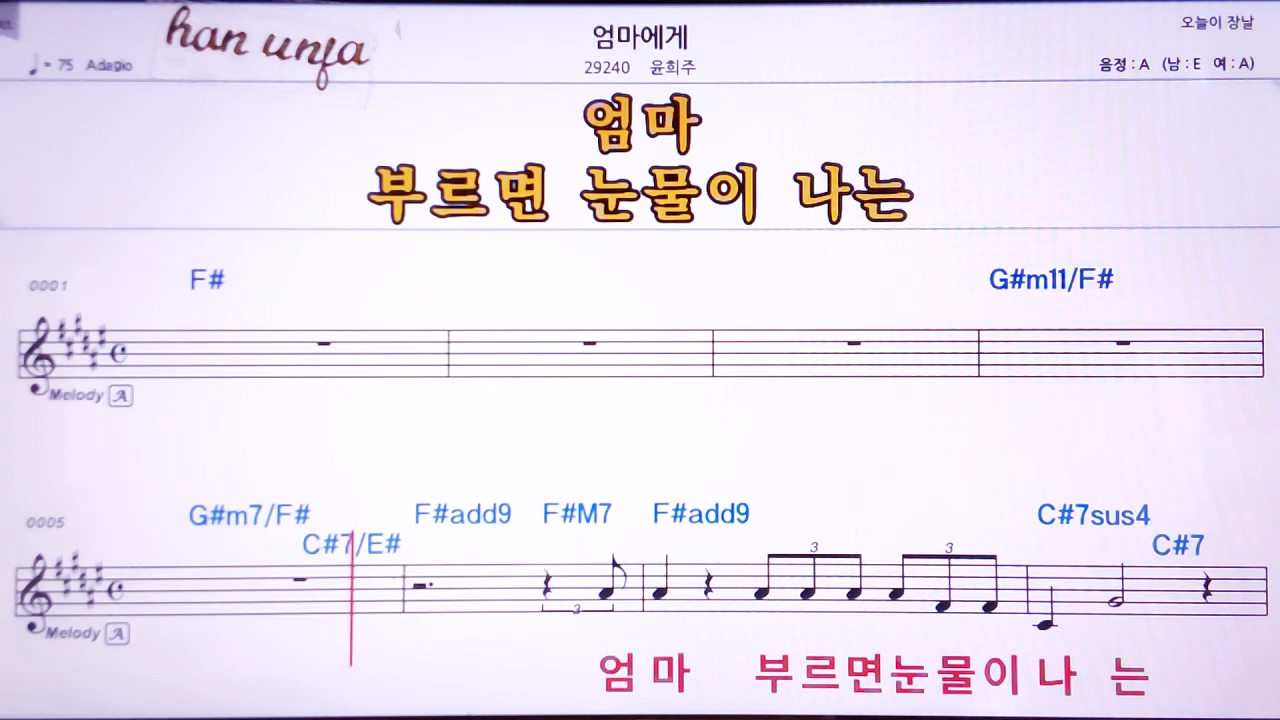 han unja
엄마에게
오늘이 장날
♩= 75 Adagio
29240 윤희주
음정 : A (남 : E 여 : A)
엄마
부르면 눈물이 나는
0001
F#
G#m11/F#
Melody A
0005
G#m7/F#
C#7/E#
F#add9
F#M7
F#add9
C#7sus4
C#7
3
3
3
Melody A
엄 마 부르면눈물이 나 는